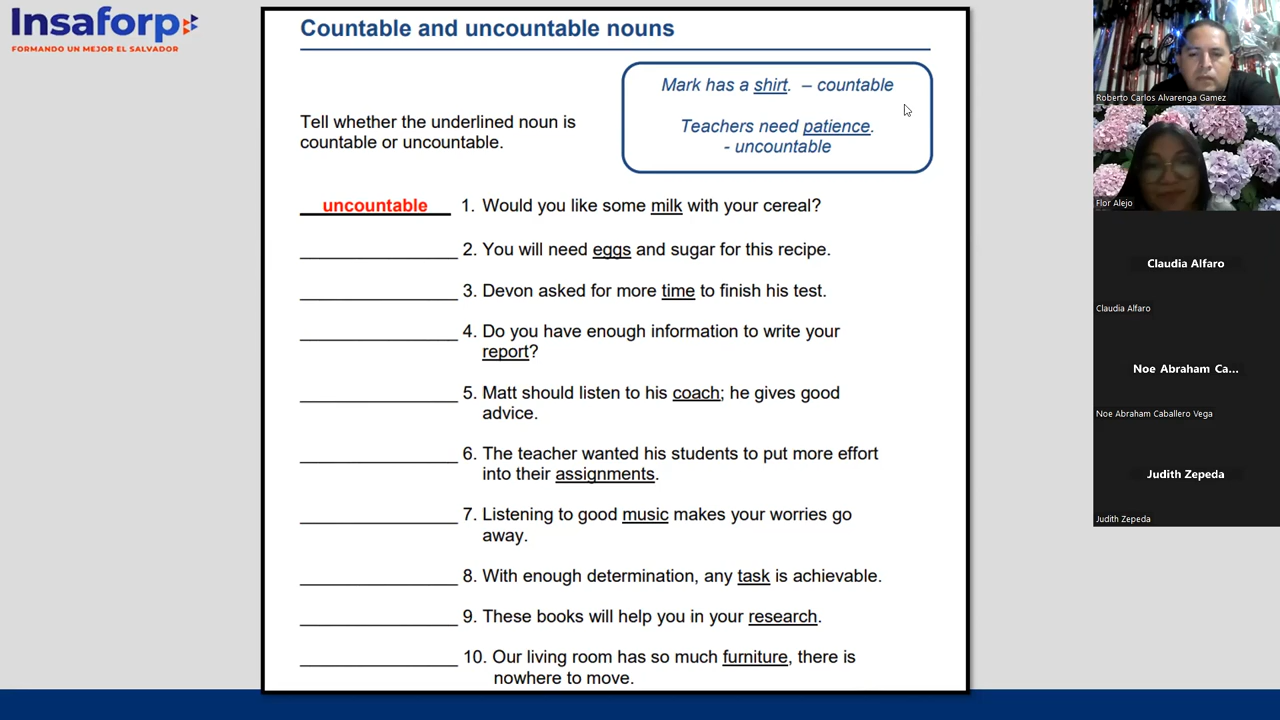 Insaforp
FORMANDO UN MEJOR EL SALVADOR
Countable and uncountable nouns
Mark has a shirt. – countable
Teachers need patience.
- uncountable
Tell whether the underlined noun is
countable or uncountable.
uncountable 1. Would you like some milk with your cereal?
2. You will need eggs and sugar for this recipe.
3. Devon asked for more time to finish his test.
4. Do you have enough information to write your
report?
5. Matt should listen to his coach; he gives good
advice.
6. The teacher wanted his students to put more effort
into their assignments.
7. Listening to good music makes your worries go
away.
8. With enough determination, any task is achievable.
9. These books will help you in your research.
10. Our living room has so much furniture, there is
nowhere to move.
Roberto Carlos Alvarenga Gamez
Flor Alejo
Claudia Alfaro
Claudia Alfaro
Noe Abraham Ca...
Noe Abraham Caballero Vega
Judith Zepeda
Judith Zepeda